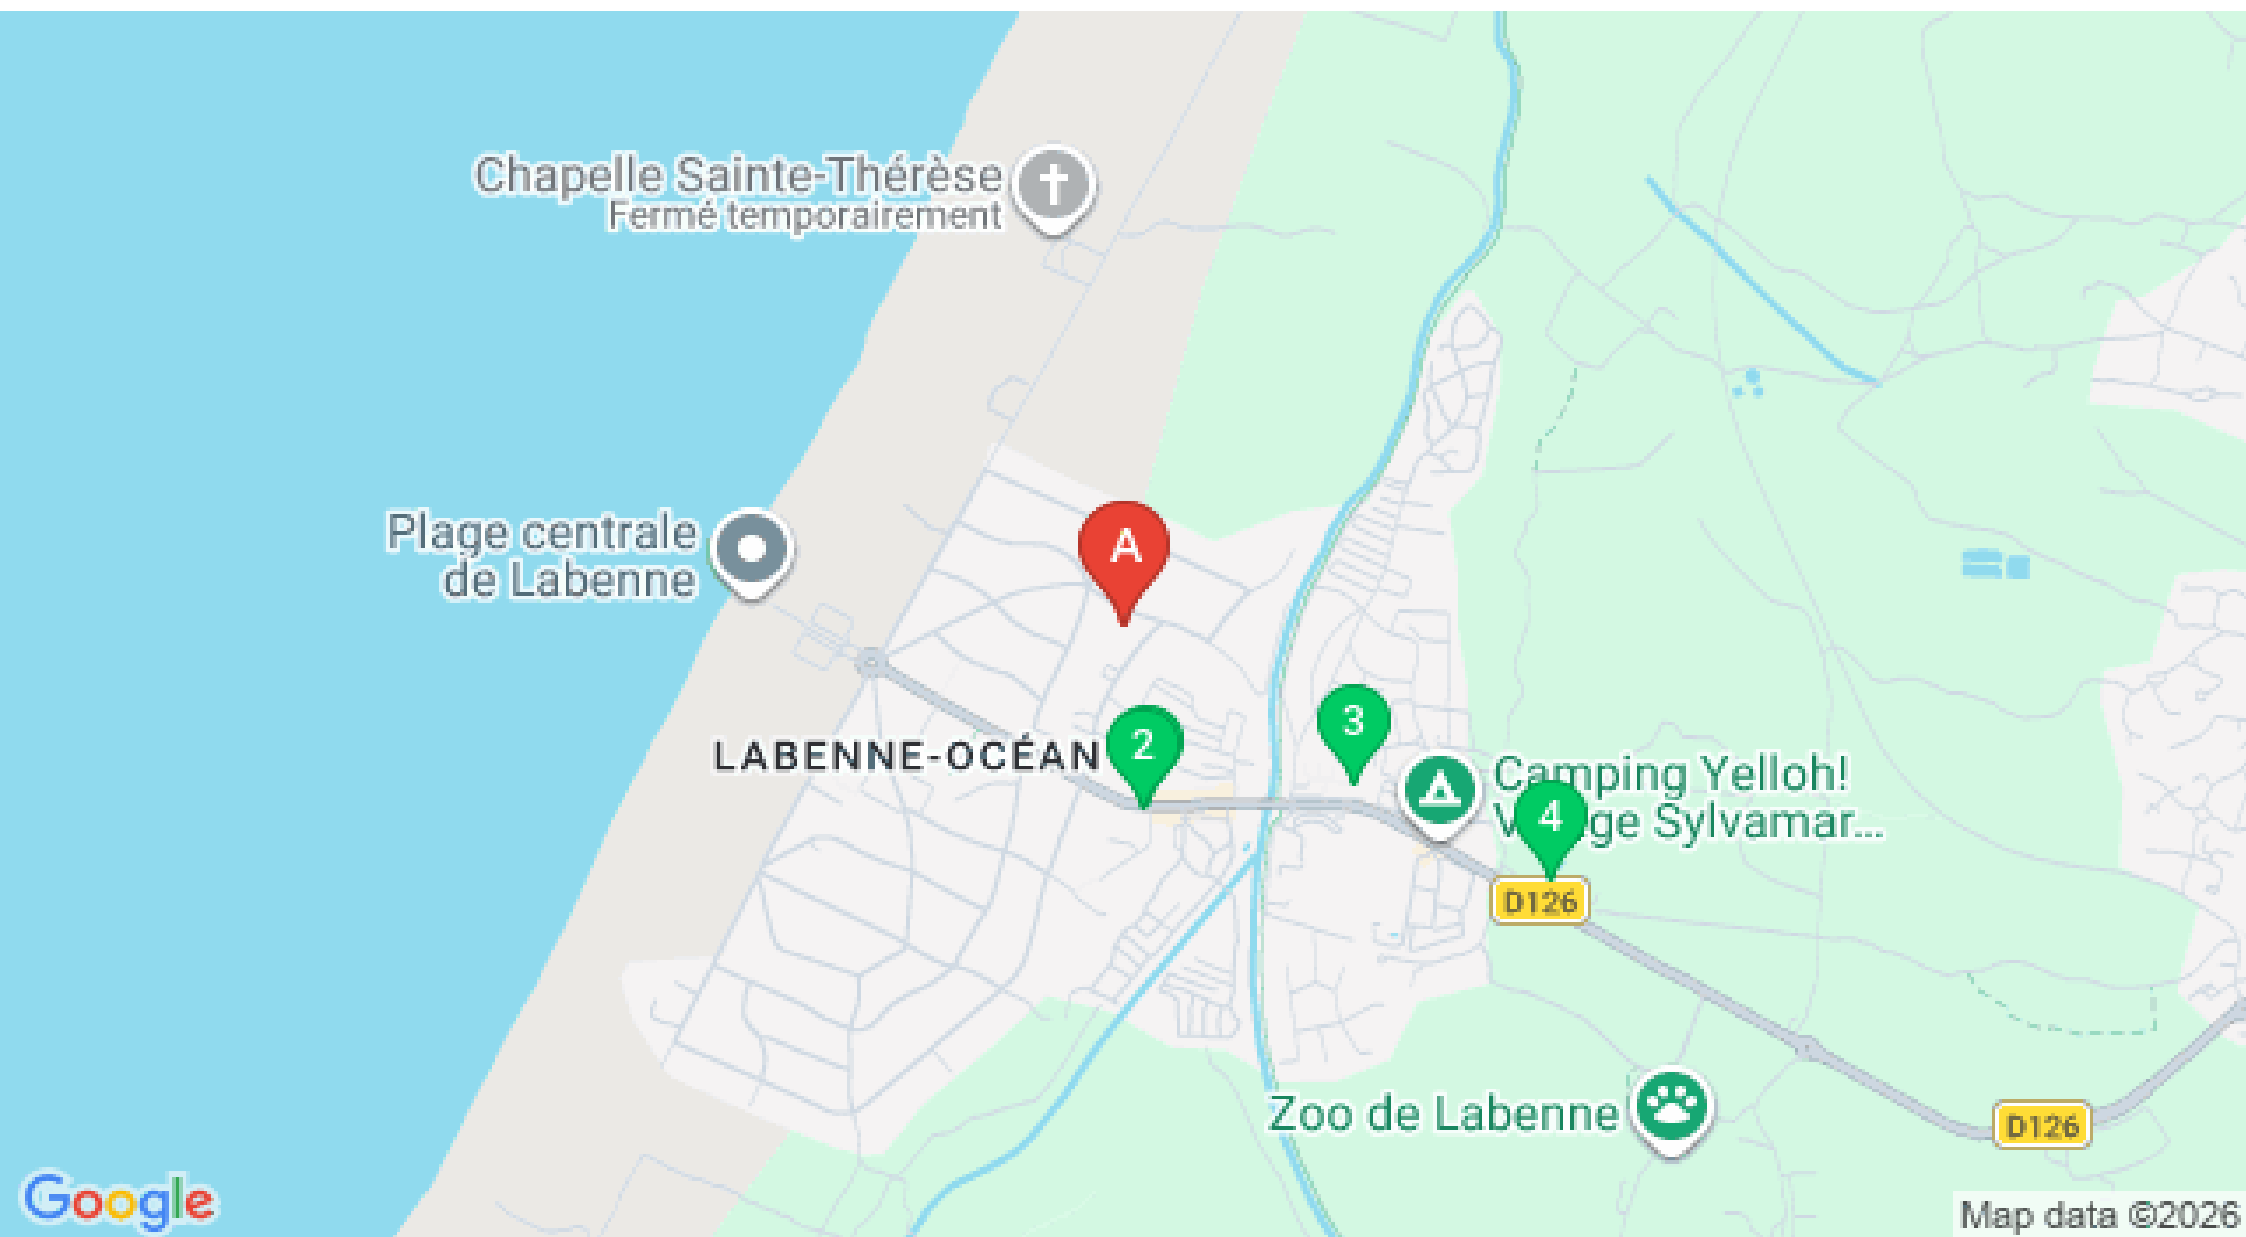 Chapelle Sainte-Thérèse
Fermé temporairement
Plage centrale
de Labenne
A
LABENNE-OCÉAN
2
3
Camping Yelloh!
4
Sylvamar...
D126
Zoo de Labenne
D126
Google
Map data ©2026